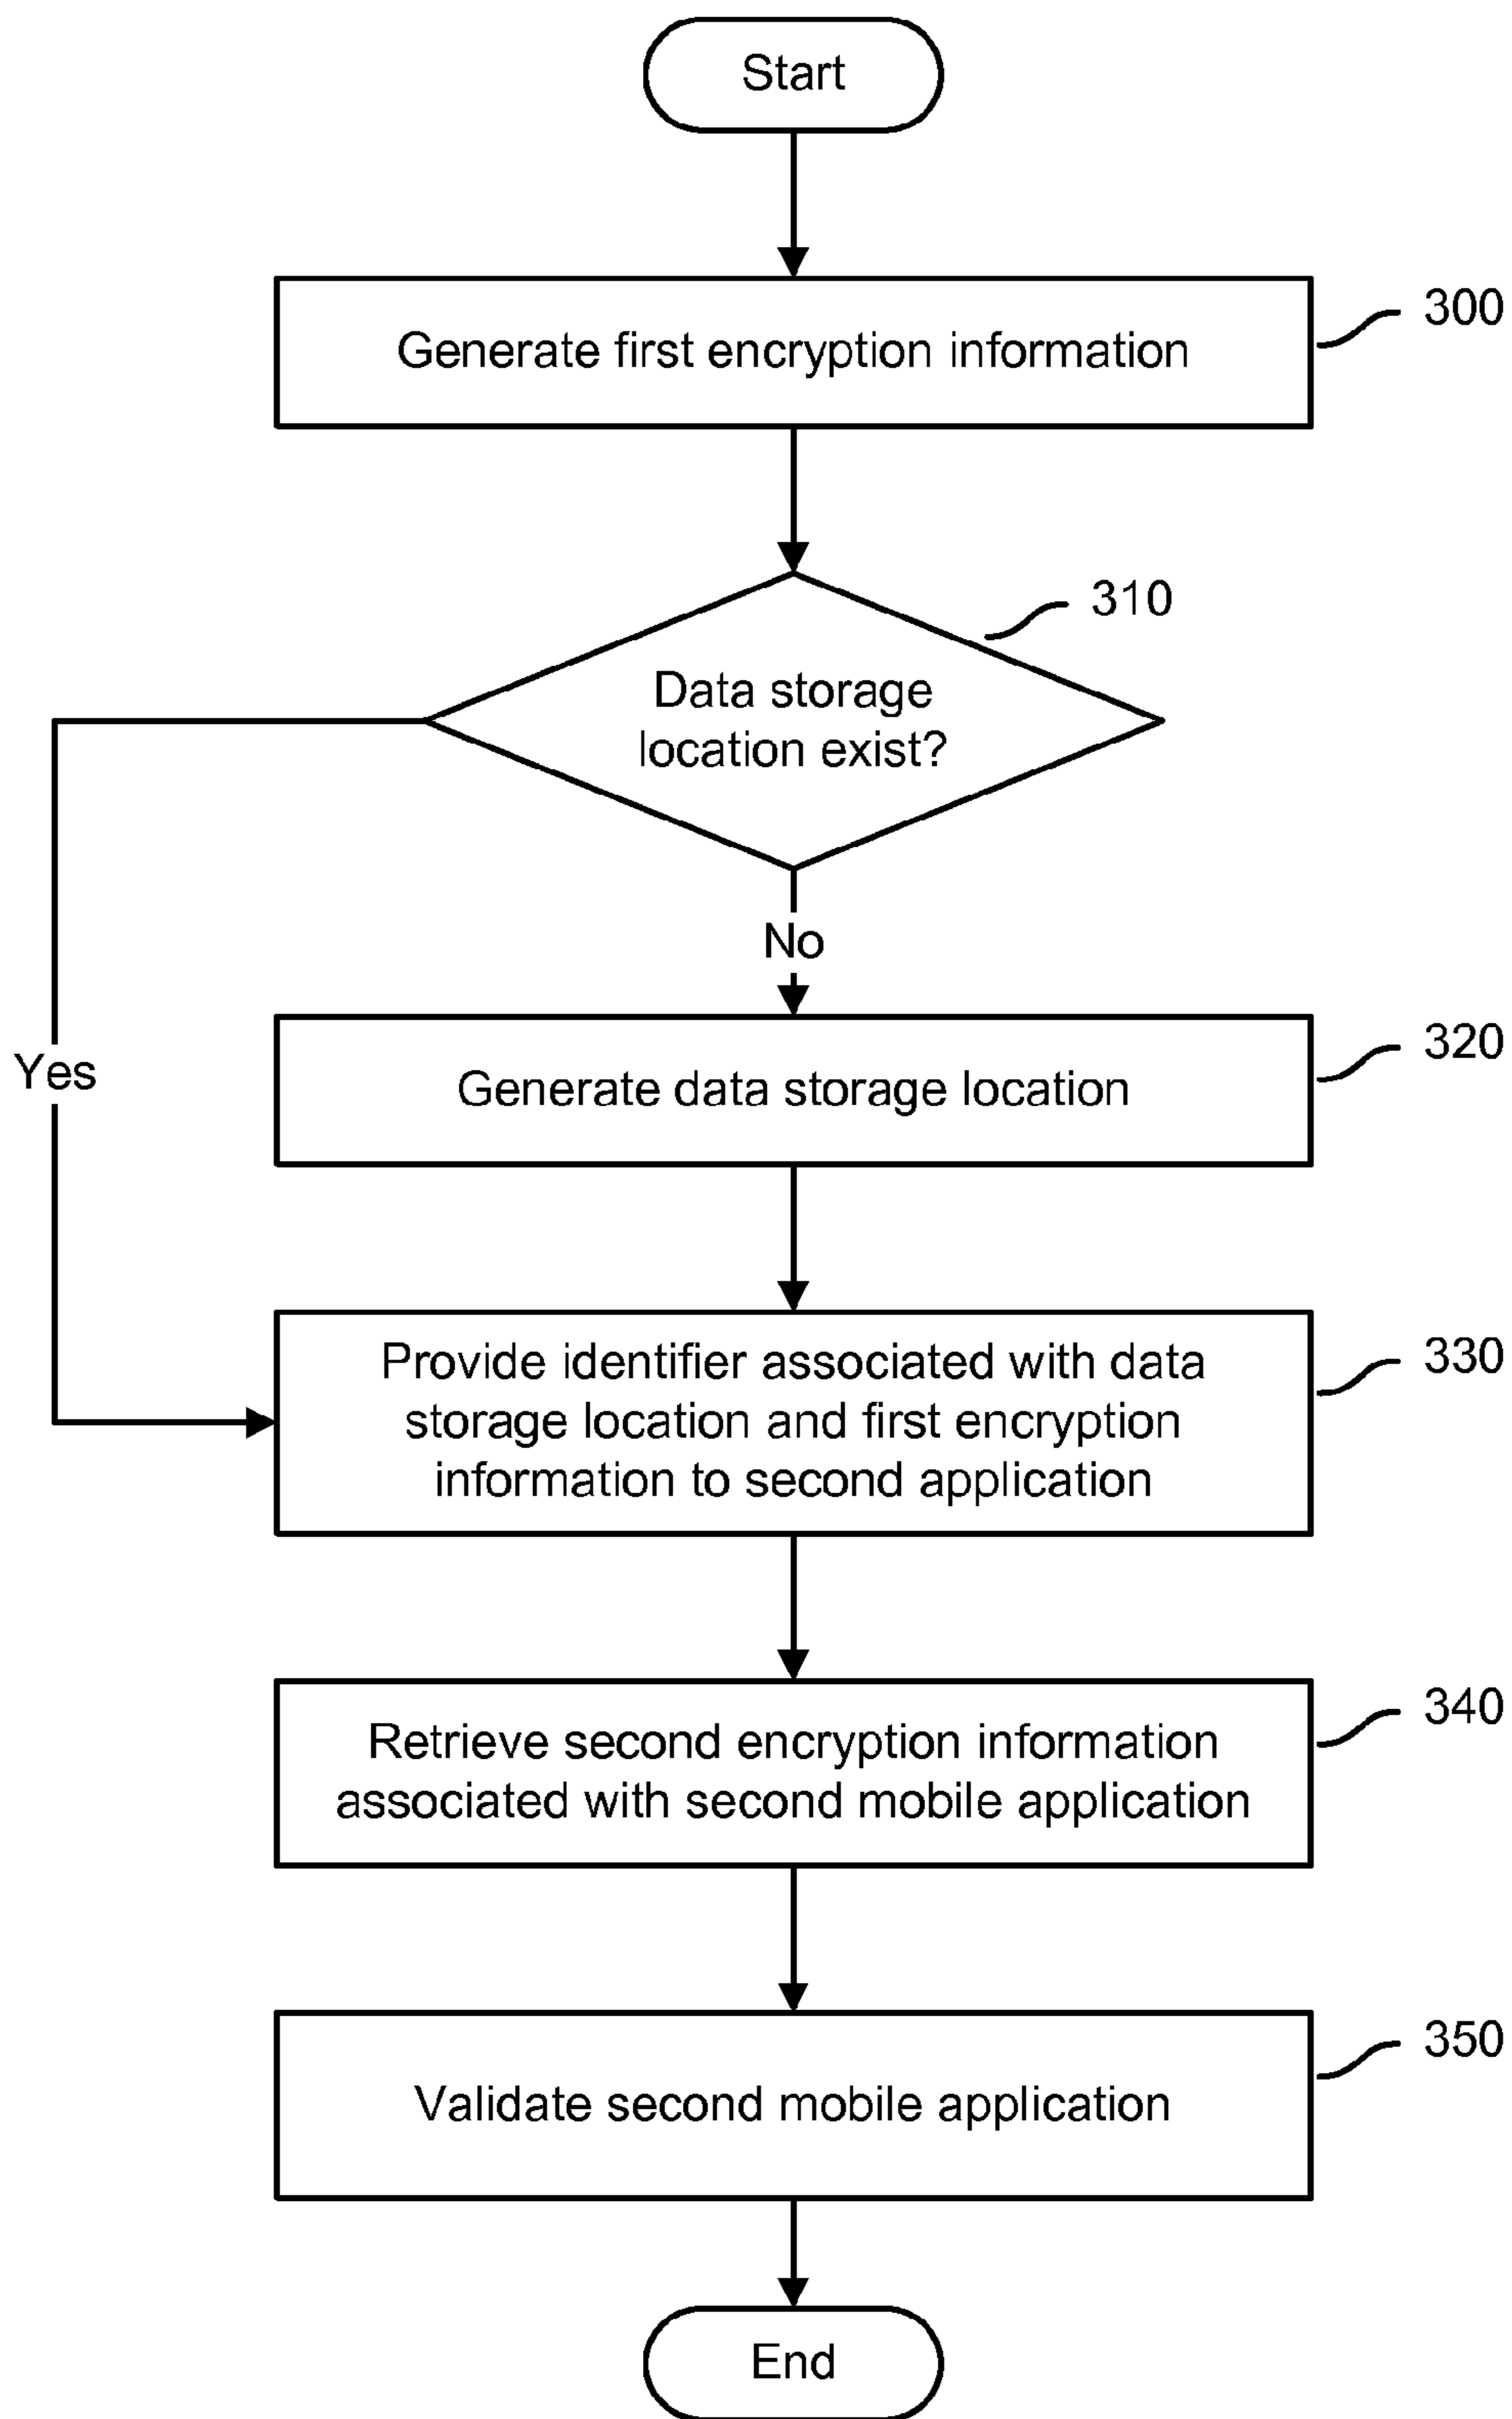 Start
Generate first encryption information
300
310
Data storage
location exist?
No
Yes
Generate data storage location
320
Provide identifier associated with data
storage location and first encryption
information to second application
330
Retrieve second encryption information
associated with second mobile application
340
Validate second mobile application
350
End